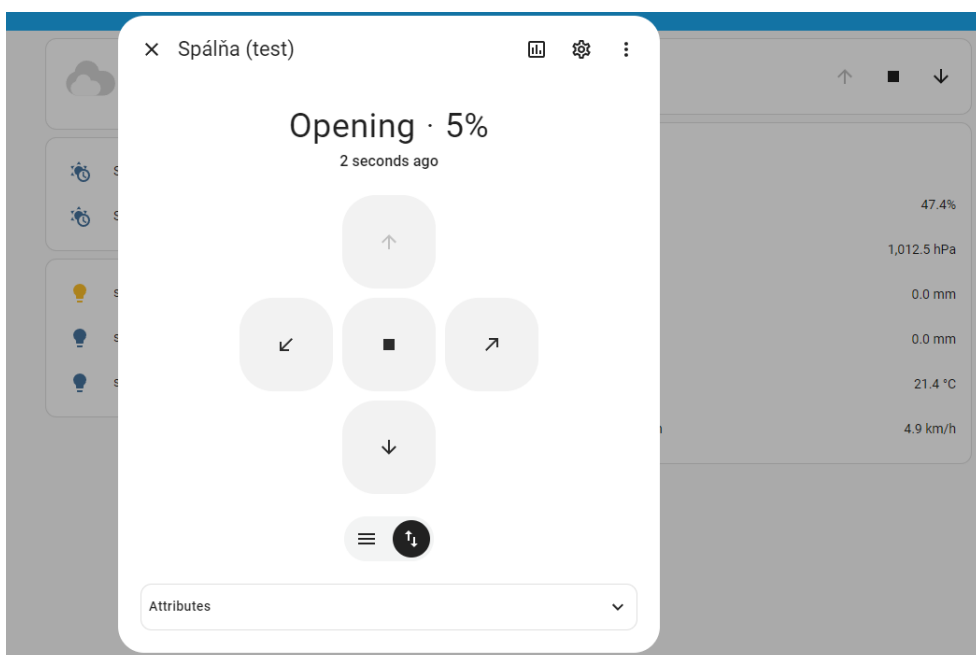 Spálňa (test)
Opening · 5%
2 seconds ago
Attributes
47.4%
1,012.5 hPa
0.0 mm
0.0 mm
21.4 °C
4.9 km/h